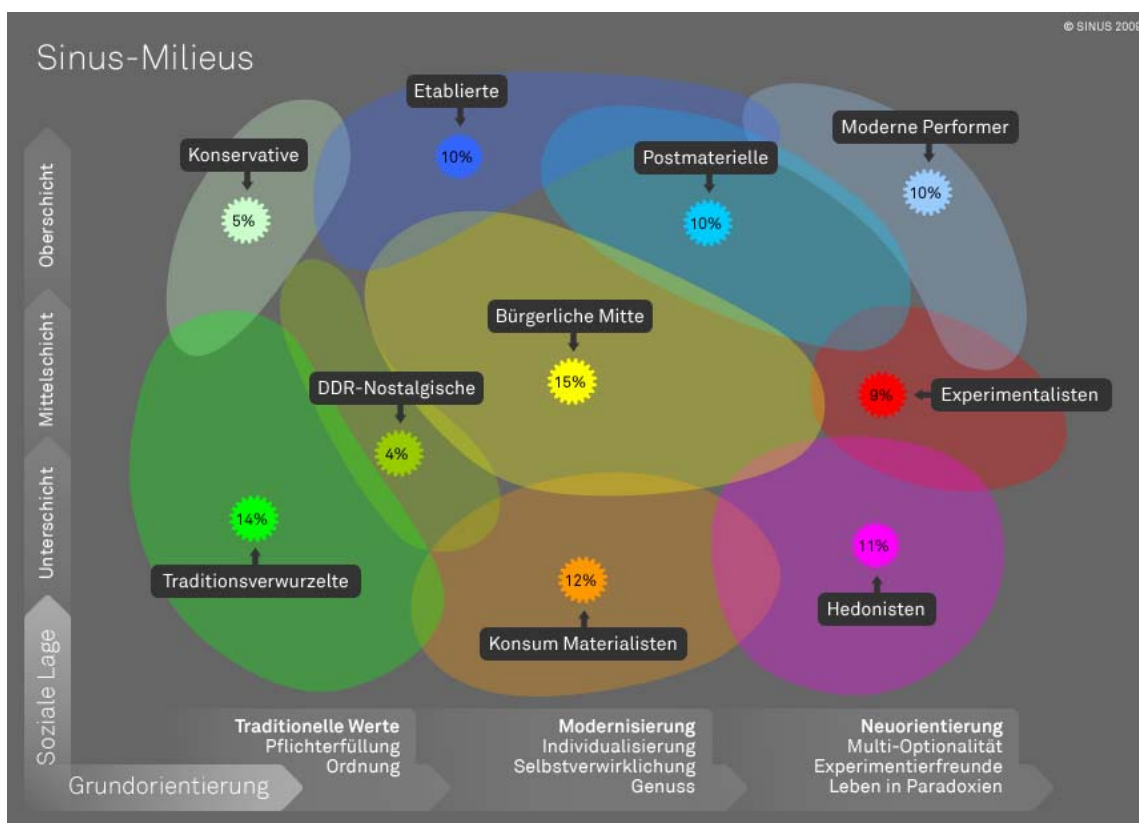 © SINUS 2009
Sinus-Milieus
Etablierte
10%
Konservative
5%
Postmaterielle
10%
Moderne Performer
10%
Oberschicht
Bürgerliche Mitte
15%
DDR-Nostalgische
4%
9%
Experimentalisten
Mittelschicht
14%
Traditionsverwurzelte
12%
Konsum Materialisten
11%
Hedonisten
Unterschicht
Soziale Lage
Grundorientierung
Traditionelle Werte
Pflichterfüllung
Ordnung
Modernisierung
Individualisierung
Selbstverwirklichung
Genuss
Neuorientierung
Multi-Optionalität
Experimentierfreunde
Leben in Paradoxien